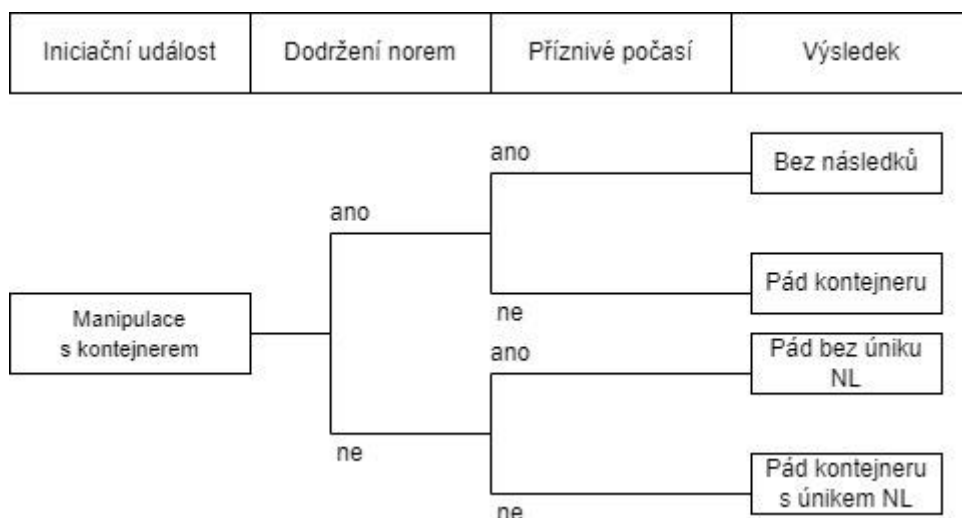 Iniciační událost
Dodržení norem
Příznivé počasí
Výsledek
ano
Bez následků
ano
Pád kontejneru
ne
Manipulace
s kontejnerem
ano
Pád bez úniku
NL
ne
Pád kontejneru
s únikem NL
ne